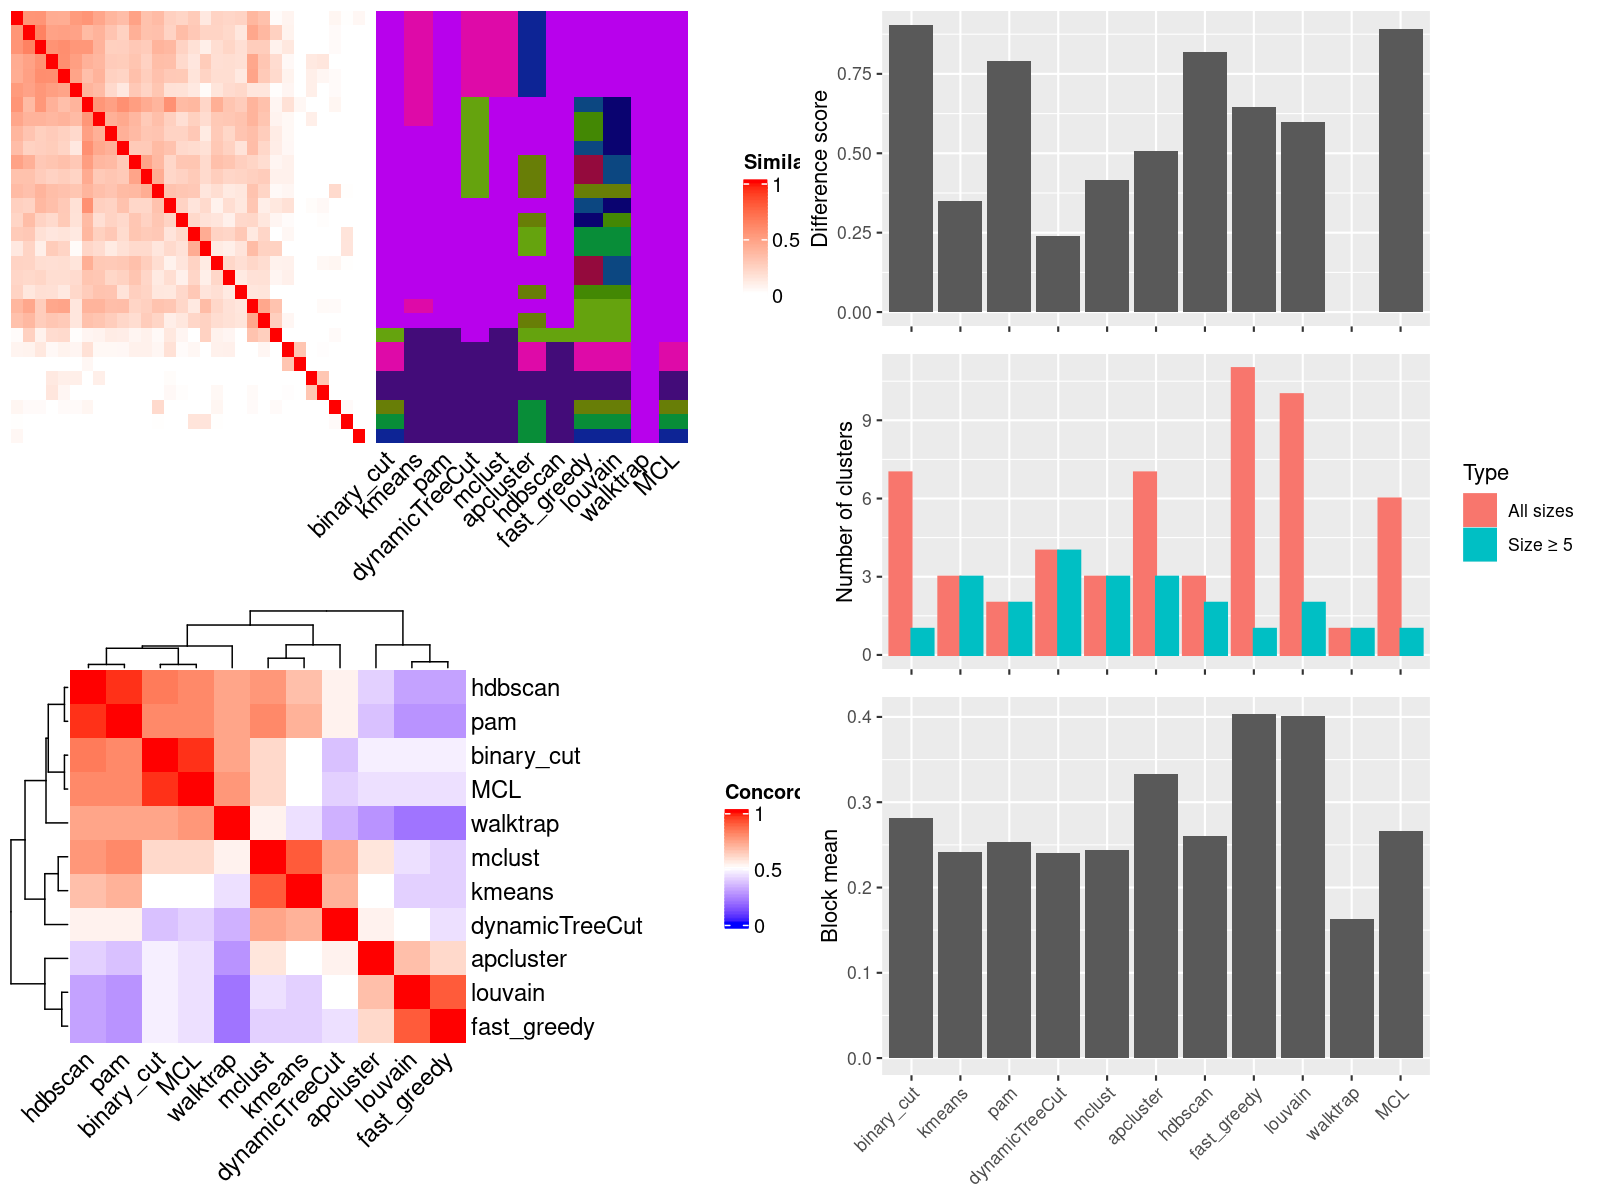 Simila
1
0.5
0
binary_cut
kmeans
pam
dynamicTreeCut
mclust
apcluster
hdbscan
fast_greedy
louvain
walktrap
MCL
hdbscan
pam
binary_cut
MCL
walktrap
mclust
kmeans
dynamicTreeCut
apcluster
louvain
fast_greedy
Concord
1
0.5
0
hdbscan
pam
binary_cut
MCL
walktrap
mclust
kmeans
dynamicTreeCut
apcluster
louvain
fast_greedy
Difference score
0.75
0.50
0.25
0.00
Number of clusters
9
6
3
0
Type
All sizes
Size ≥ 5
Block mean
0.4
0.3
0.2
0.1
0.0
binary_cut
kmeans
pam
dynamicTreeCut
mclust
apcluster
hdbscan
fast_greedy
louvain
walktrap
MCL